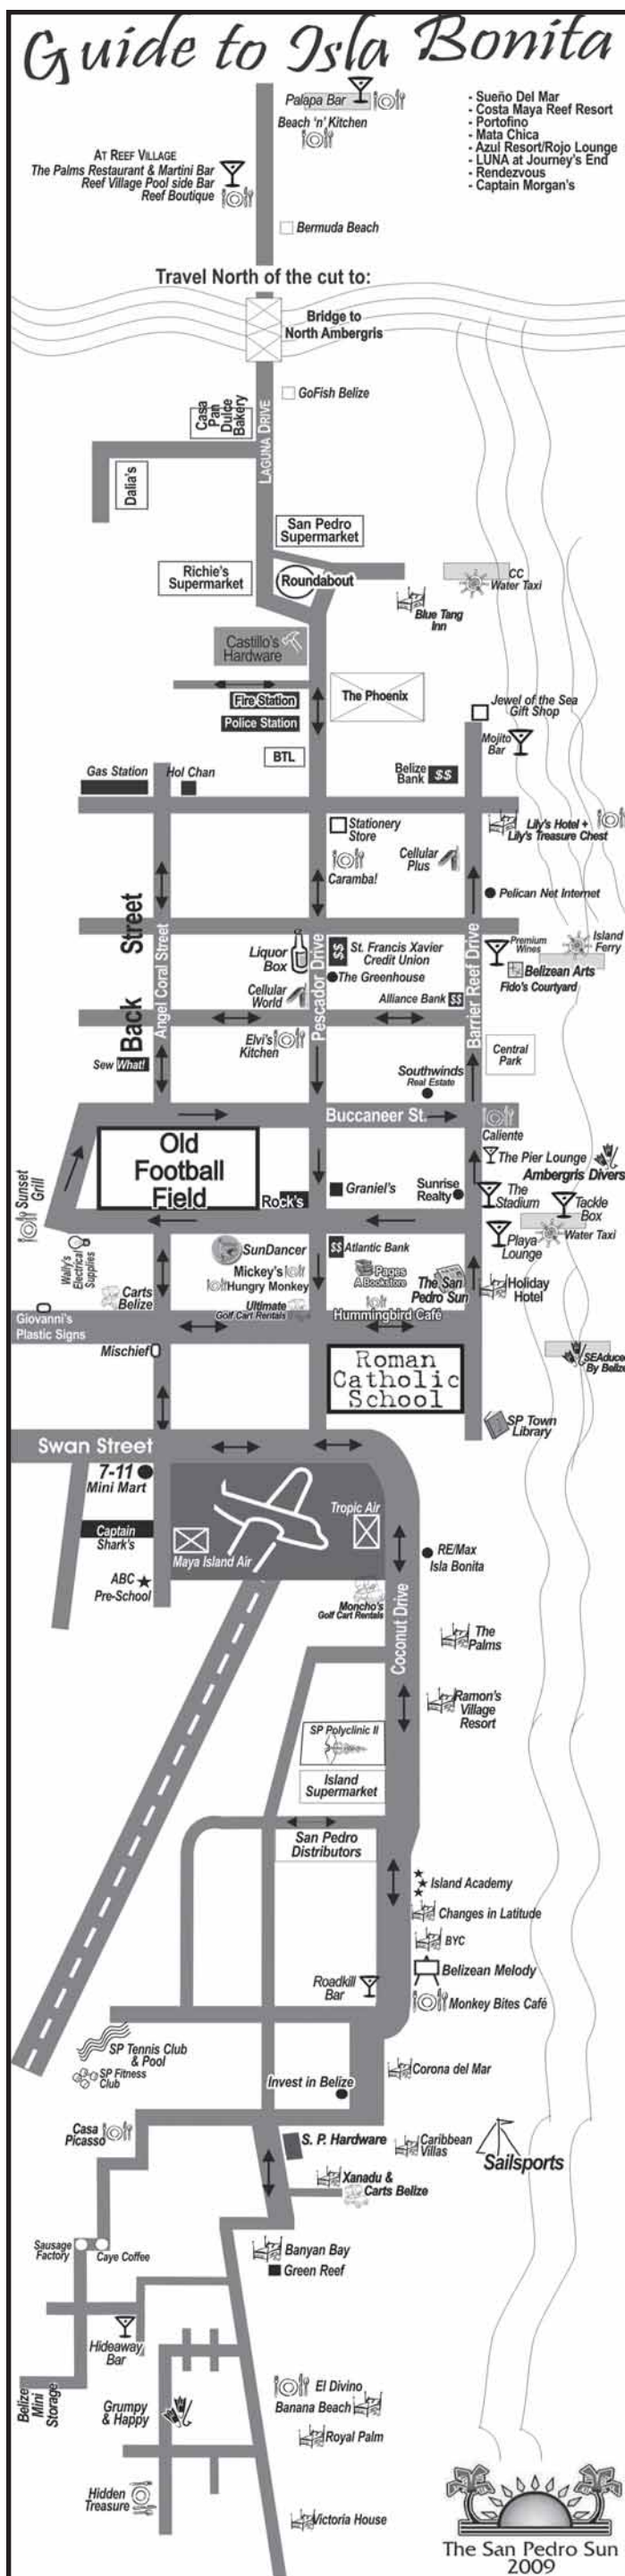 Guide to Isla Bonita
Palapa Bar
Beach 'n' Kitchen
- Sueño Del Mar
- Costa Maya Reef Resort
- Portofino
- Mata Chica
- Azul Resort/Rojo Lounge
- LUNA at Journey's End
- Rendezvous
- Captain Morgan's
AT REEF VILLAGE
The Palms Restaurant & Martini Bar
Reef Village Pool side Bar
Reef Boutique
Bermuda Beach
Travel North of the cut to:
Bridge to
North Ambergris
GoFish Belize
Casa
Pan
Dulce
Bakery
LAGUNA DRIVE
Dalia's
San Pedro
Supermarket
Richie's
Supermarket
Roundabout
CC
Water Taxi
Blue Tang
Inn
Castillo's
Hardware
Fire Station
Police Station
The Phoenix
Jewel of the Sea
Gift Shop
Mojito
Bar
BTL
Belize
Bank $$
Gas Station
Hol Chan
Lily's Hotel +
Lily's Treasure Chest
Stationery
Store
Caramba!
Cellular
Plus
Pelican Net Internet
Back Street
Angel Coral Street
Pescador Drive
Barrier Reef Drive
Liquor
Box
$$ St. Francis Xavier
Credit Union
The Greenhouse
Premium
Wines
Island
Ferry
Belizean Arts
Fido's Courtyard
Cellular
World
Alliance Bank $$
Elvi's
Kitchen
Central
Park
Sew What!
Southwinds
Real Estate
Buccaneer St.
Caliente
Old
Football
Field
The Pier Lounge
Ambergris Divers
Sunset
Grill
Rock's
Graniel's
Sunrise
Realty
The
Stadium
Tackle
Box
Wally's
Electrical
Supplies
SunDancer
$$ Atlantic Bank
Playa
Lounge
Water Taxi
Mickey's
Hungry Monkey
Pages
A Bookstore
The San
Pedro Sun
Holiday
Hotel
Carts
Belize
Ultimate
Golf Cart Rentals
Hummingbird Café
Giovanni's
Plastic Signs
Mischief
Roman
Catholic
School
SEAduced
By Belize
SP Town
Library
Swan Street
7-11
Mini Mart
Captain
Shark's
ABC
Pre-School
Maya Island Air
Tropic Air
RE/Max
Isla Bonita
Moncho's
Golf Cart Rentals
Coconut Drive
The
Palms
Ramon's
Village
Resort
SP Polyclinic II
Island
Supermarket
San Pedro
Distributors
Island Academy
Changes in Latitude
BYC
Roadkill
Bar
Belizean Melody
Monkey Bites Café
SP Tennis Club
& Pool
SP Fitness
Club
Corona del Mar
Invest in Belize
Casa
Picasso
S. P. Hardware
Caribbean
Villas
Sailsports
Xanadu &
Carts Belize
Sausage
Factory
Caye Coffee
Banyan Bay
Green Reef
Hideaway
Bar
Belize
Mini
Storage
Grumpy
& Happy
El Divino
Banana Beach
Royal Palm
Hidden
Treasure
Victoria House
The San Pedro Sun
2009